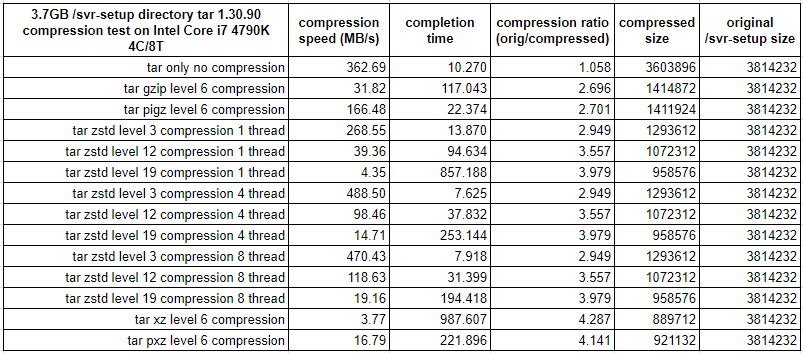 3.7GB /svr-setup directory tar 1.30.90 compression test on Intel Core i7 4790K 4C/8T compression speed (MB/s) completion time compression ratio (orig/compressed) compressed size original /svr-setup size
tar only no compression 362.69 10.270 1.058 3603896 3814232
tar gzip level 6 compression 31.82 117.043 2.696 1414872 3814232
tar pigz level 6 compression 166.48 22.374 2.701 1411924 3814232
tar zstd level 3 compression 1 thread 268.55 13.870 2.949 1293612 3814232
tar zstd level 12 compression 1 thread 39.36 94.634 3.557 1072312 3814232
tar zstd level 19 compression 1 thread 4.35 857.188 3.979 958576 3814232
tar zstd level 3 compression 4 thread 488.50 7.625 2.949 1293612 3814232
tar zstd level 12 compression 4 thread 98.46 37.832 3.557 1072312 3814232
tar zstd level 19 compression 4 thread 14.71 253.144 3.979 958576 3814232
tar zstd level 3 compression 8 thread 470.43 7.918 2.949 1293612 3814232
tar zstd level 12 compression 8 thread 118.63 31.399 3.557 1072312 3814232
tar zstd level 19 compression 8 thread 19.16 194.418 3.979 958576 3814232
tar xz level 6 compression 3.77 987.607 4.287 889712 3814232
tar pxz level 6 compression 16.79 221.896 4.141 921132 3814232